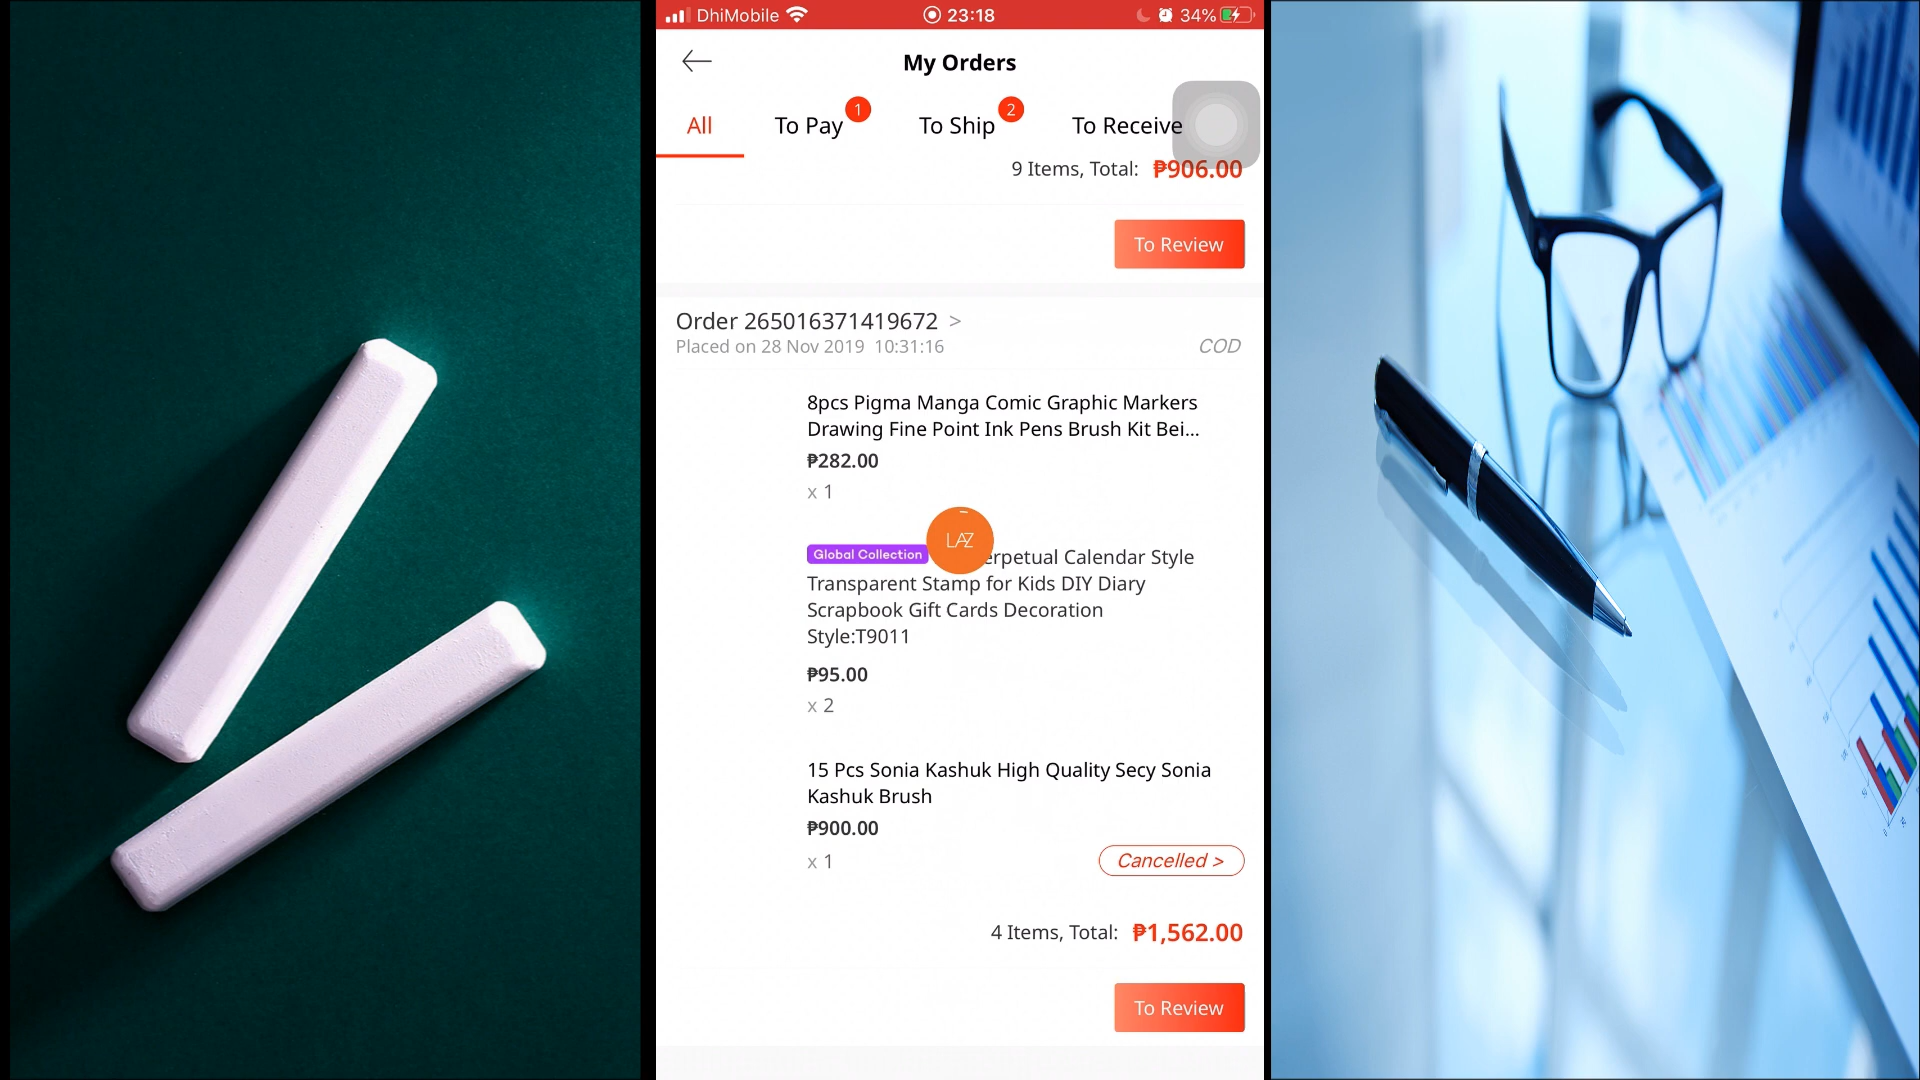 DhiMobile 23:18 34%
My Orders
All To Pay 1 To Ship 2 To Receive
9 Items, Total: ₱906.00
To Review
Order 265016371419672 >
Placed on 28 Nov 2019 10:31:16 COD
8pcs Pigma Manga Comic Graphic Markers
Drawing Fine Point Ink Pens Brush Kit Bei...
₱282.00
x 1
LAZ
Global Collection Calendar Style
Transparent Stamp for Kids DIY Diary
Scrapbook Gift Cards Decoration
Style:T9011
₱95.00
x 2
15 Pcs Sonia Kashuk High Quality Secy Sonia
Kashuk Brush
₱900.00
x 1 Cancelled >
4 Items, Total: ₱1,562.00
To Review